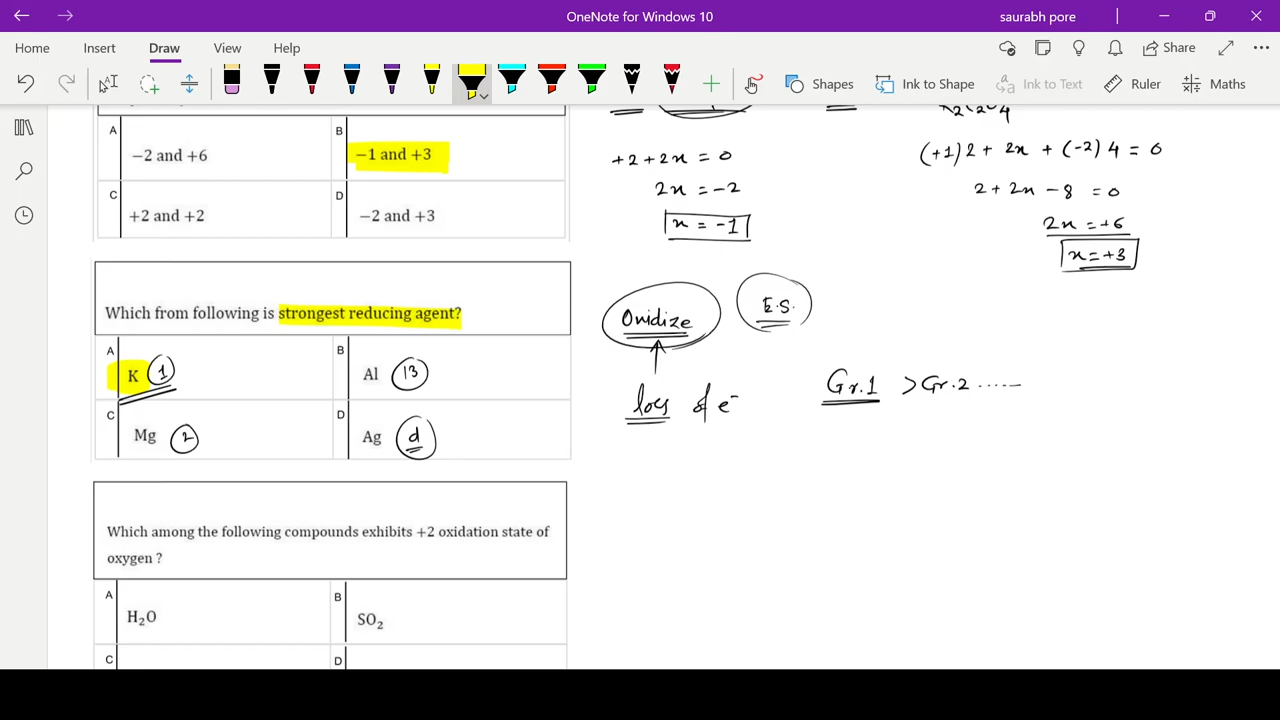 OneNote for Windows 10
saurabh pore
Home
Insert
Draw
View
Help
Share
Shapes
Ink to Shape
Ink to Text
Ruler
Maths
A
−2 and +6
B
−1 and +3
C
+2 and +2
D
−2 and +3
+2 + 2x = 0
2x = −2
x = −1
(+1) 2 + 2x + (−2) 4 = 0
2 + 2x − 8 = 0
2x = +6
x = +3
Which from following is strongest reducing agent?
A
K 1
B
Al 13
C
Mg 2
D
Ag d
Oxidize
E.S.
loss of e−
Gr.1 > Gr.2 ......
Which among the following compounds exhibits +2 oxidation state of
oxygen ?
A
H₂O
B
SO₂
C
D